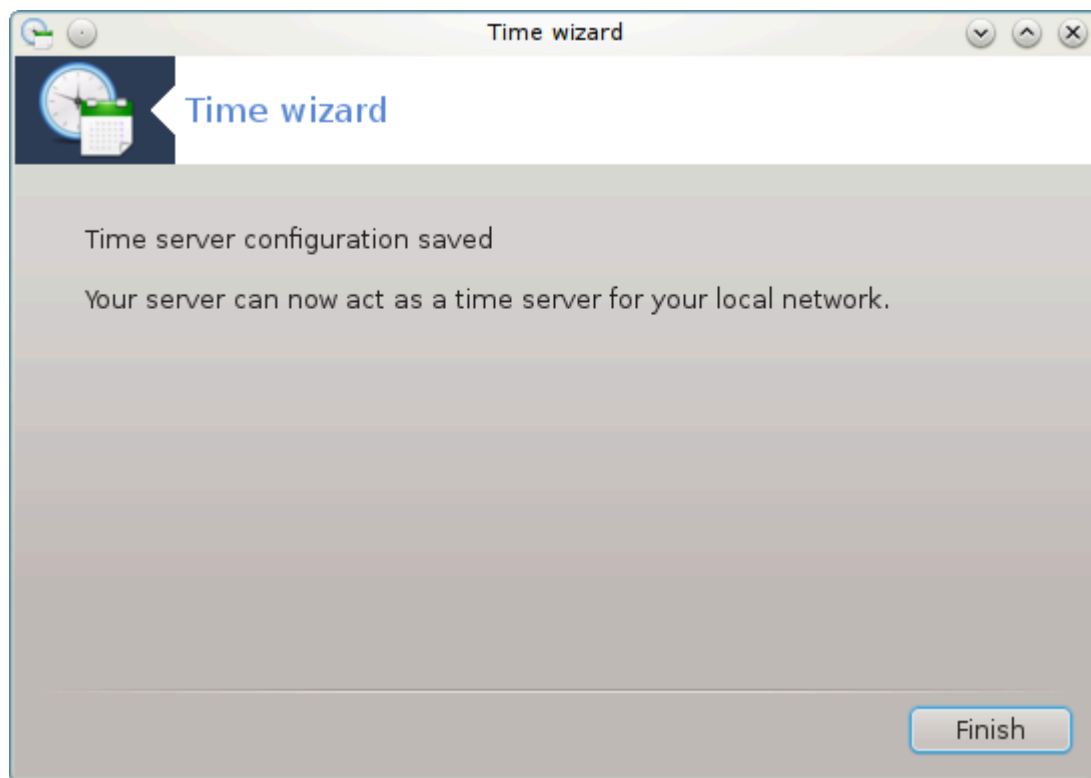 Time wizard
Time wizard
Time server configuration saved
Your server can now act as a time server for your local network.
Finish